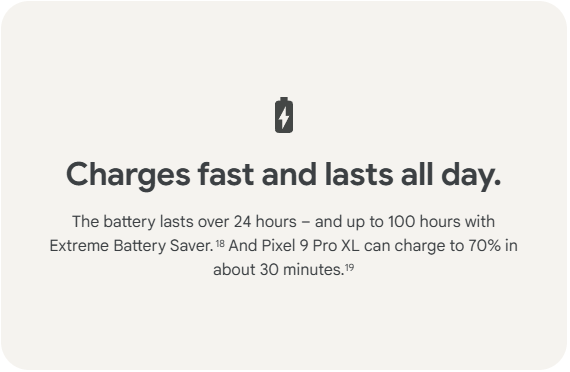 Charges fast and lasts all day.
The battery lasts over 24 hours – and up to 100 hours with
Extreme Battery Saver.¹⁸ And Pixel 9 Pro XL can charge to 70% in
about 30 minutes.¹⁹